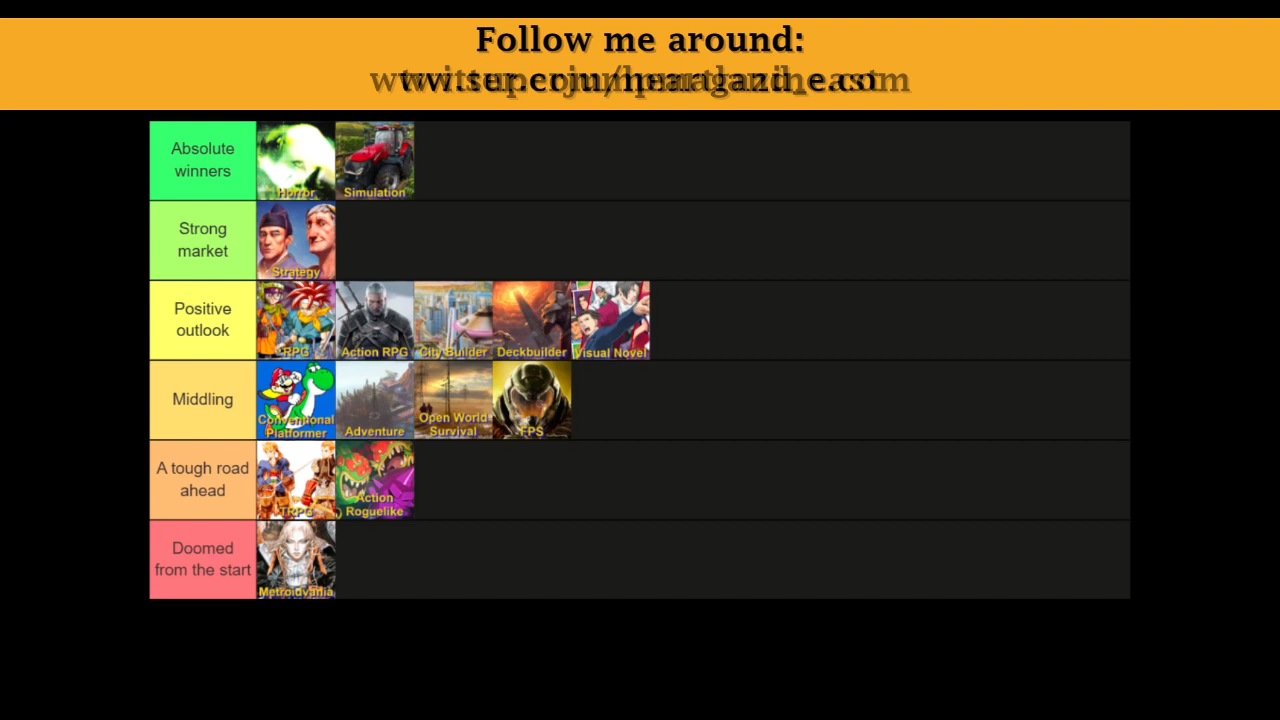 Follow me around:
Absolute
winners
Horror
Simulation
Strong
market
Strategy
Positive
outlook
RPG
Action RPG
City Builder
Deckbuilder
Visual Novel
Middling
Conventional
Platformer
Adventure
Open World
Survival
FPS
A tough road
ahead
TRPG
Action
Roguelike
Doomed
from the start
Metroidvania